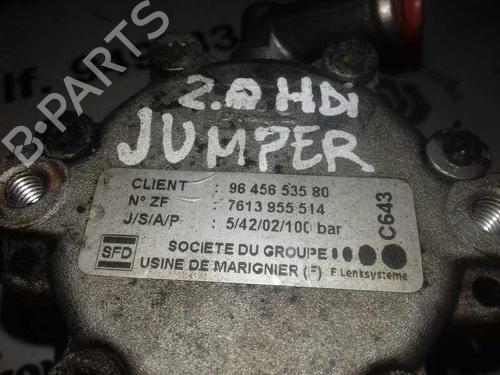 B-PARTS
2.0 HDi
JUMPER
CLIENT : 96 456 535 80
N° ZF : 7613 955 514
J/S/A/P : 5/42/02/100 bar
C643
SFD
SOCIETE DU GROUPE
USINE DE MARIGNIER (F) F Lenksysteme